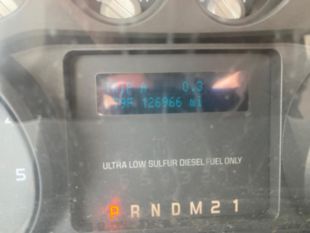 0.3
126966 mi
ULTRA LOW SULFUR DIESEL FUEL ONLY
P R N D M 2 1
5